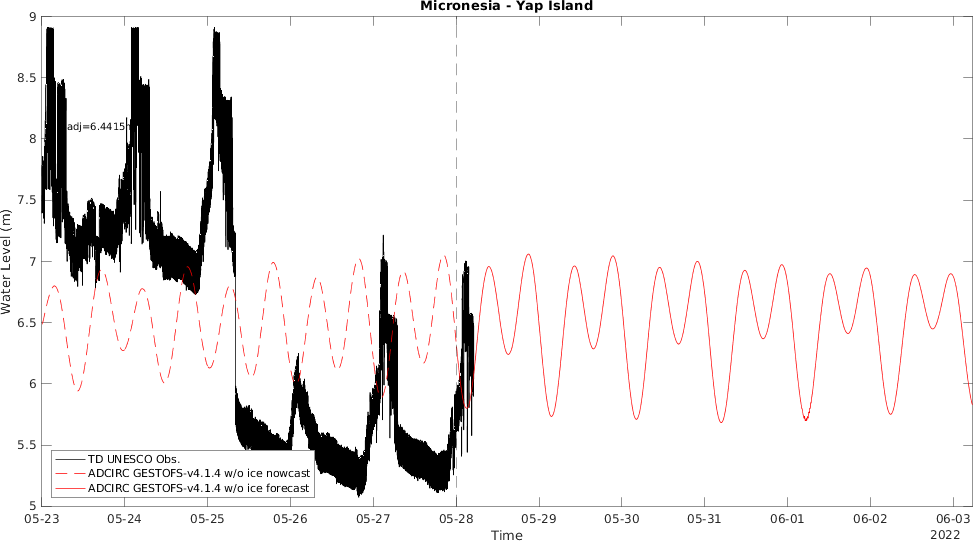 Micronesia - Yap Island
9
8.5
8
7.5
7
6.5
6
5.5
5
Water Level (m)
adj=6.4415
TD UNESCO Obs.
ADCIRC GESTOFS-v4.1.4 w/o ice nowcast
ADCIRC GESTOFS-v4.1.4 w/o ice forecast
05-23 05-24 05-25 05-26 05-27 05-28 05-29 05-30 05-31 06-01 06-02 06-03
Time
2022